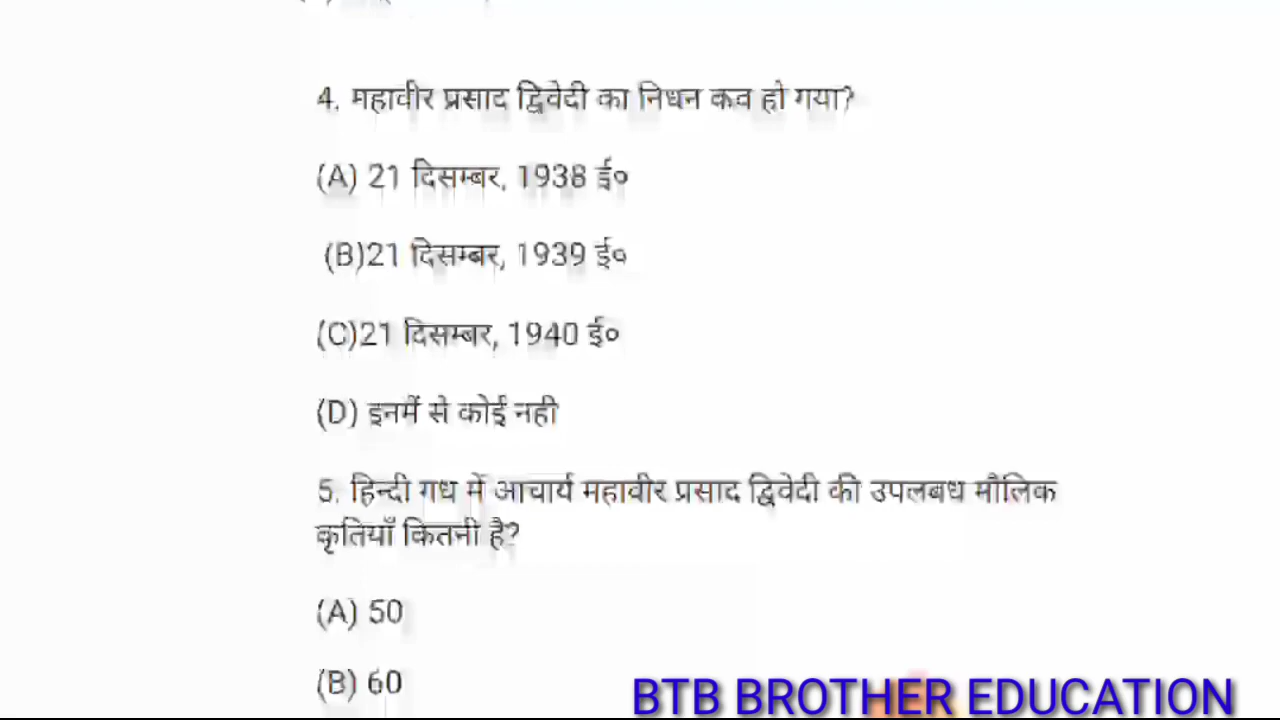 4. महावीर प्रसाद द्विवेदी का निधन कव हो गया?
(A) 21 दिसम्बर, 1938 ई०
(B)21 दिसम्बर, 1939 ई०
(C)21 दिसम्बर, 1940 ई०
(D) इनमें से कोई नही
5. हिन्दी गध में आचार्य महावीर प्रसाद द्विवेदी की उपलबध मौलिक
कृतियाँ कितनी है?
(A) 50
(B) 60
BTB BROTHER EDUCATION